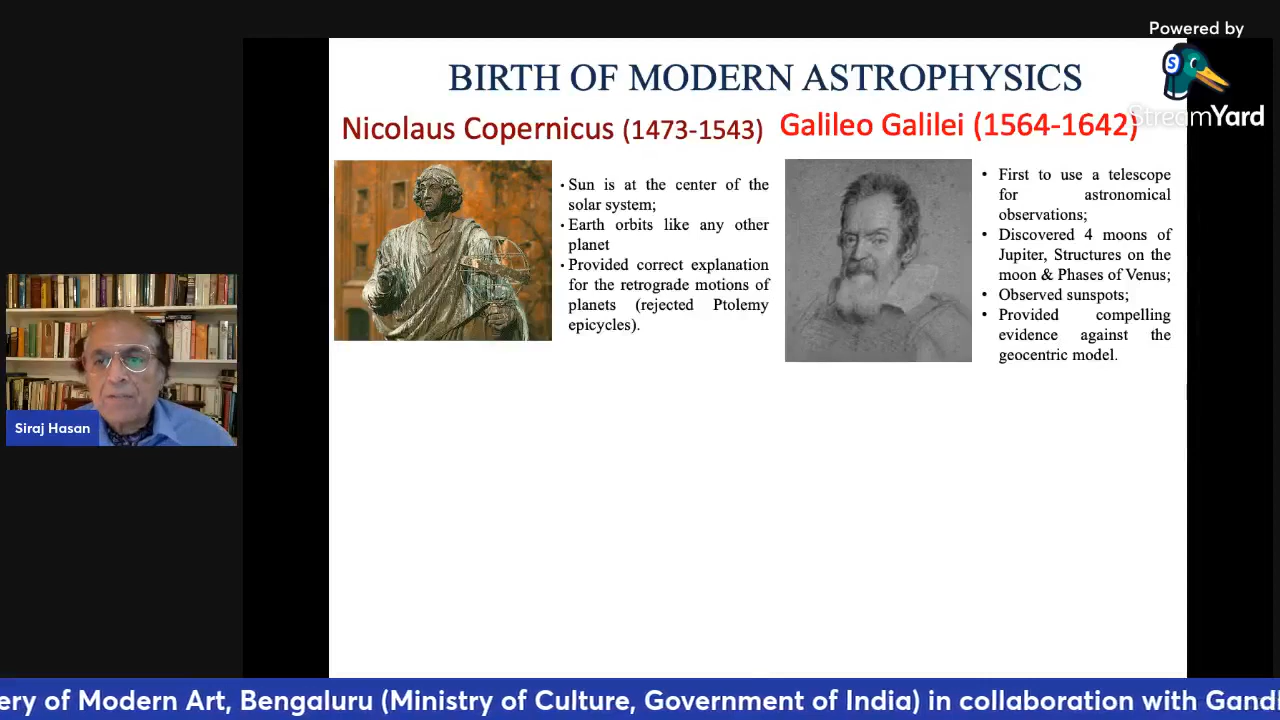 Powered by
StreamYard
BIRTH OF MODERN ASTROPHYSICS
Nicolaus Copernicus (1473-1543)
• Sun is at the center of the
solar system;
• Earth orbits like any other
planet
• Provided correct explanation
for the retrograde motions of
planets (rejected Ptolemy
epicycles).
Galileo Galilei (1564-1642)
• First to use a telescope
for astronomical
observations;
• Discovered 4 moons of
Jupiter, Structures on the
moon & Phases of Venus;
• Observed sunspots;
• Provided compelling
evidence against the
geocentric model.
Siraj Hasan
ery of Modern Art, Bengaluru (Ministry of Culture, Government of India) in collaboration with Gandi